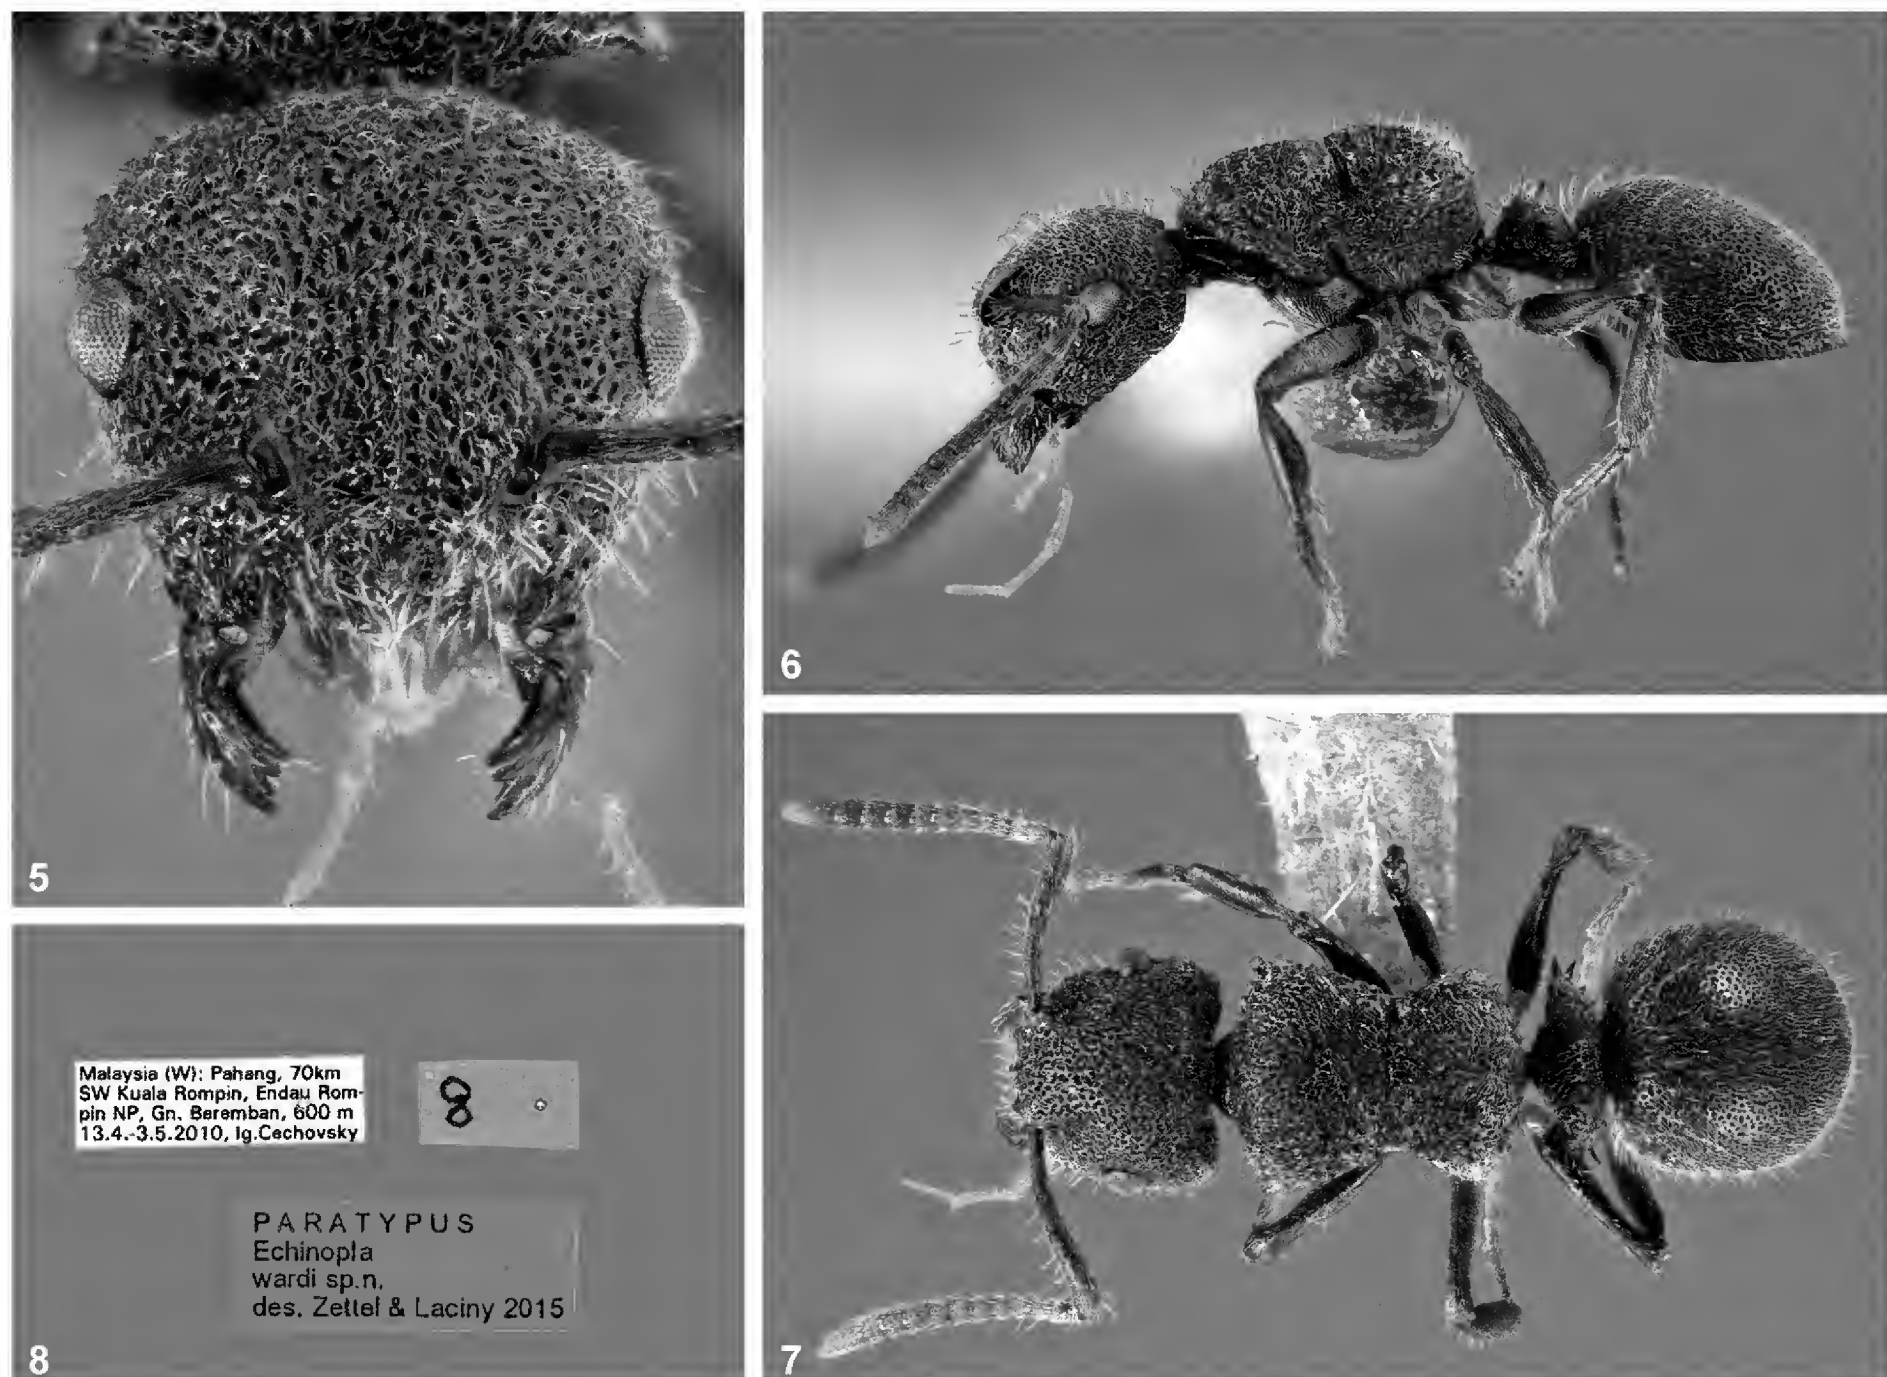 5
6
Malaysia (W): Pahang, 70km
SW Kuala Rompin, Endau Rom-
pin NP, Gn. Beremban, 600 m
13.4.-3.5.2010, lg.Cechovsky
8
PARATYPUS
Echinopla
wardi sp.n.
des. Zettel & Laciny 2015
8
7